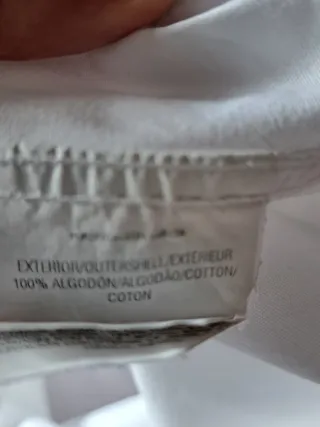 EXTERIOR/OUTERSHELL/EXTÉRIEUR
100% ALGODÓN/ALGODÃO/COTTON/
COTON